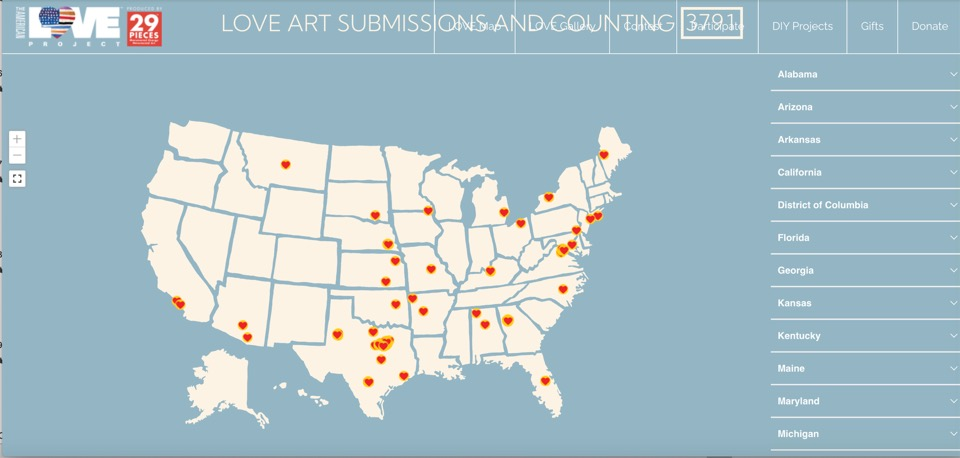 THE AMERICAN
LOVE
PROJECT
PRODUCED BY
29
PIECES
LOVE ART SUBMISSIONS AND COUNTING 3791
LOVE Map
LOVE Gallery
Contest
Participate
DIY Projects
Gifts
Donate
Alabama
Arizona
Arkansas
California
District of Columbia
Florida
Georgia
Kansas
Kentucky
Maine
Maryland
Michigan